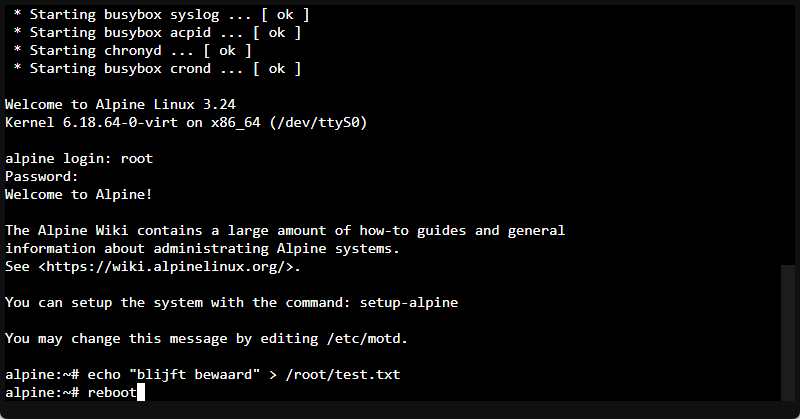 * Starting busybox syslog ... [ ok ]
 * Starting busybox acpid ... [ ok ]
 * Starting chronyd ... [ ok ]
 * Starting busybox crond ... [ ok ]

Welcome to Alpine Linux 3.24
Kernel 6.18.64-0-virt on x86_64 (/dev/ttyS0)

alpine login: root
Password:
Welcome to Alpine!

The Alpine Wiki contains a large amount of how-to guides and general
information about administrating Alpine systems.
See <https://wiki.alpinelinux.org/>.

You can setup the system with the command: setup-alpine

You may change this message by editing /etc/motd.

alpine:~# echo "blijft bewaard" > /root/test.txt
alpine:~# reboot